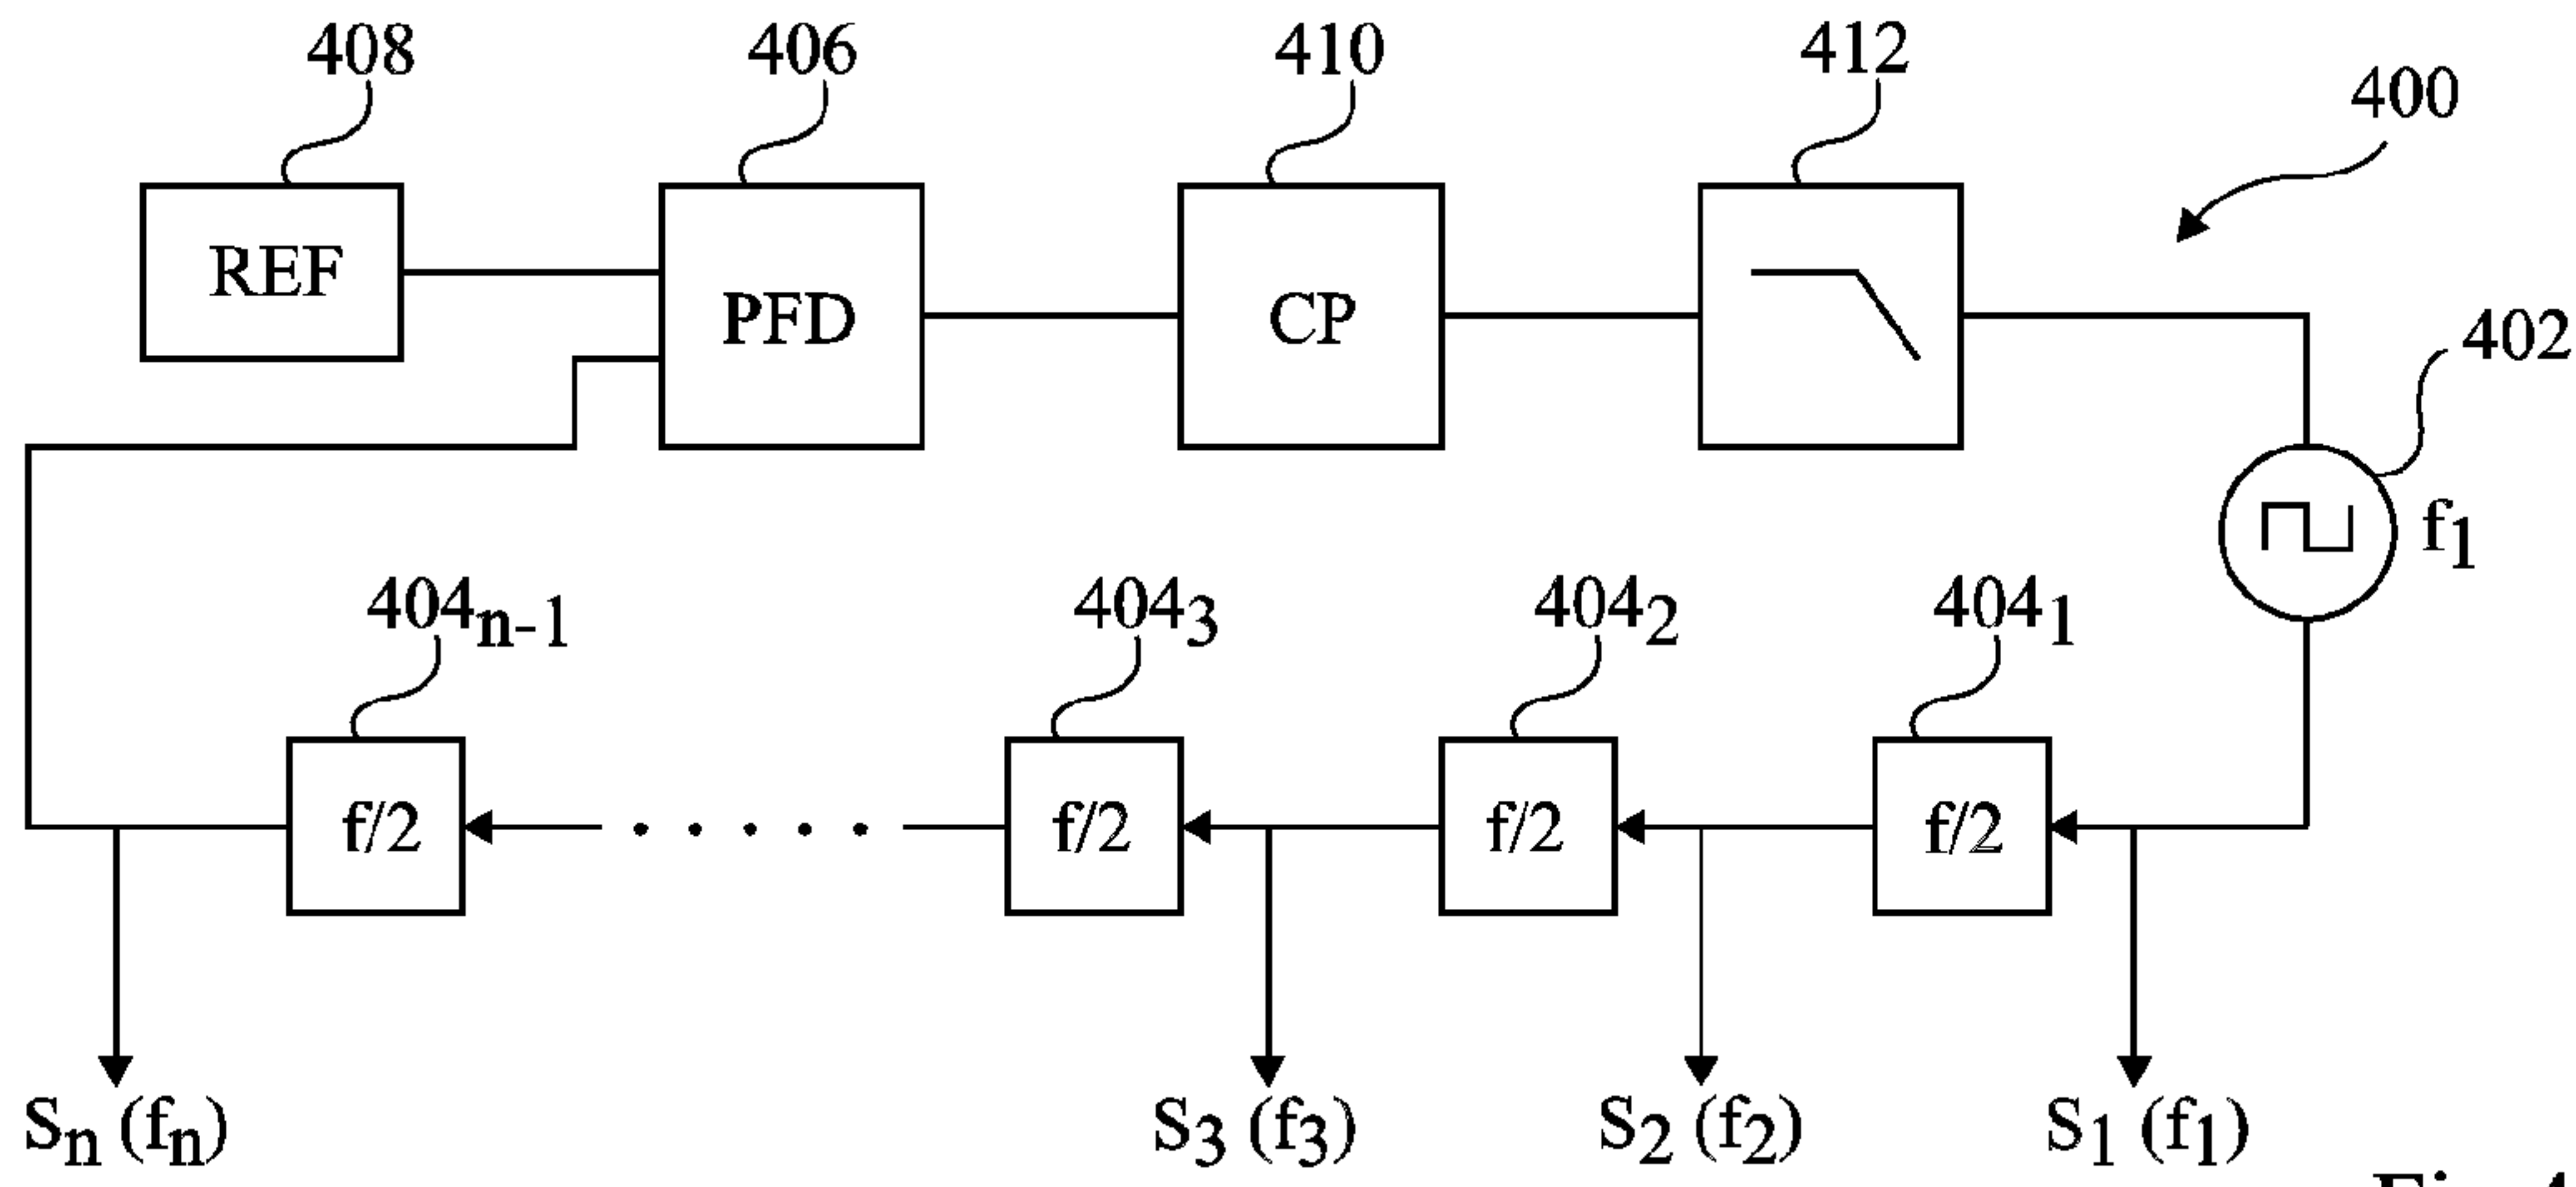 408
406
410
412
400
REF
PFD
CP
402
f1
404n-1
4043
4042
4041
f/2
f/2
f/2
f/2
Sn (fn)
S3 (f3)
S2 (f2)
S1 (f1)